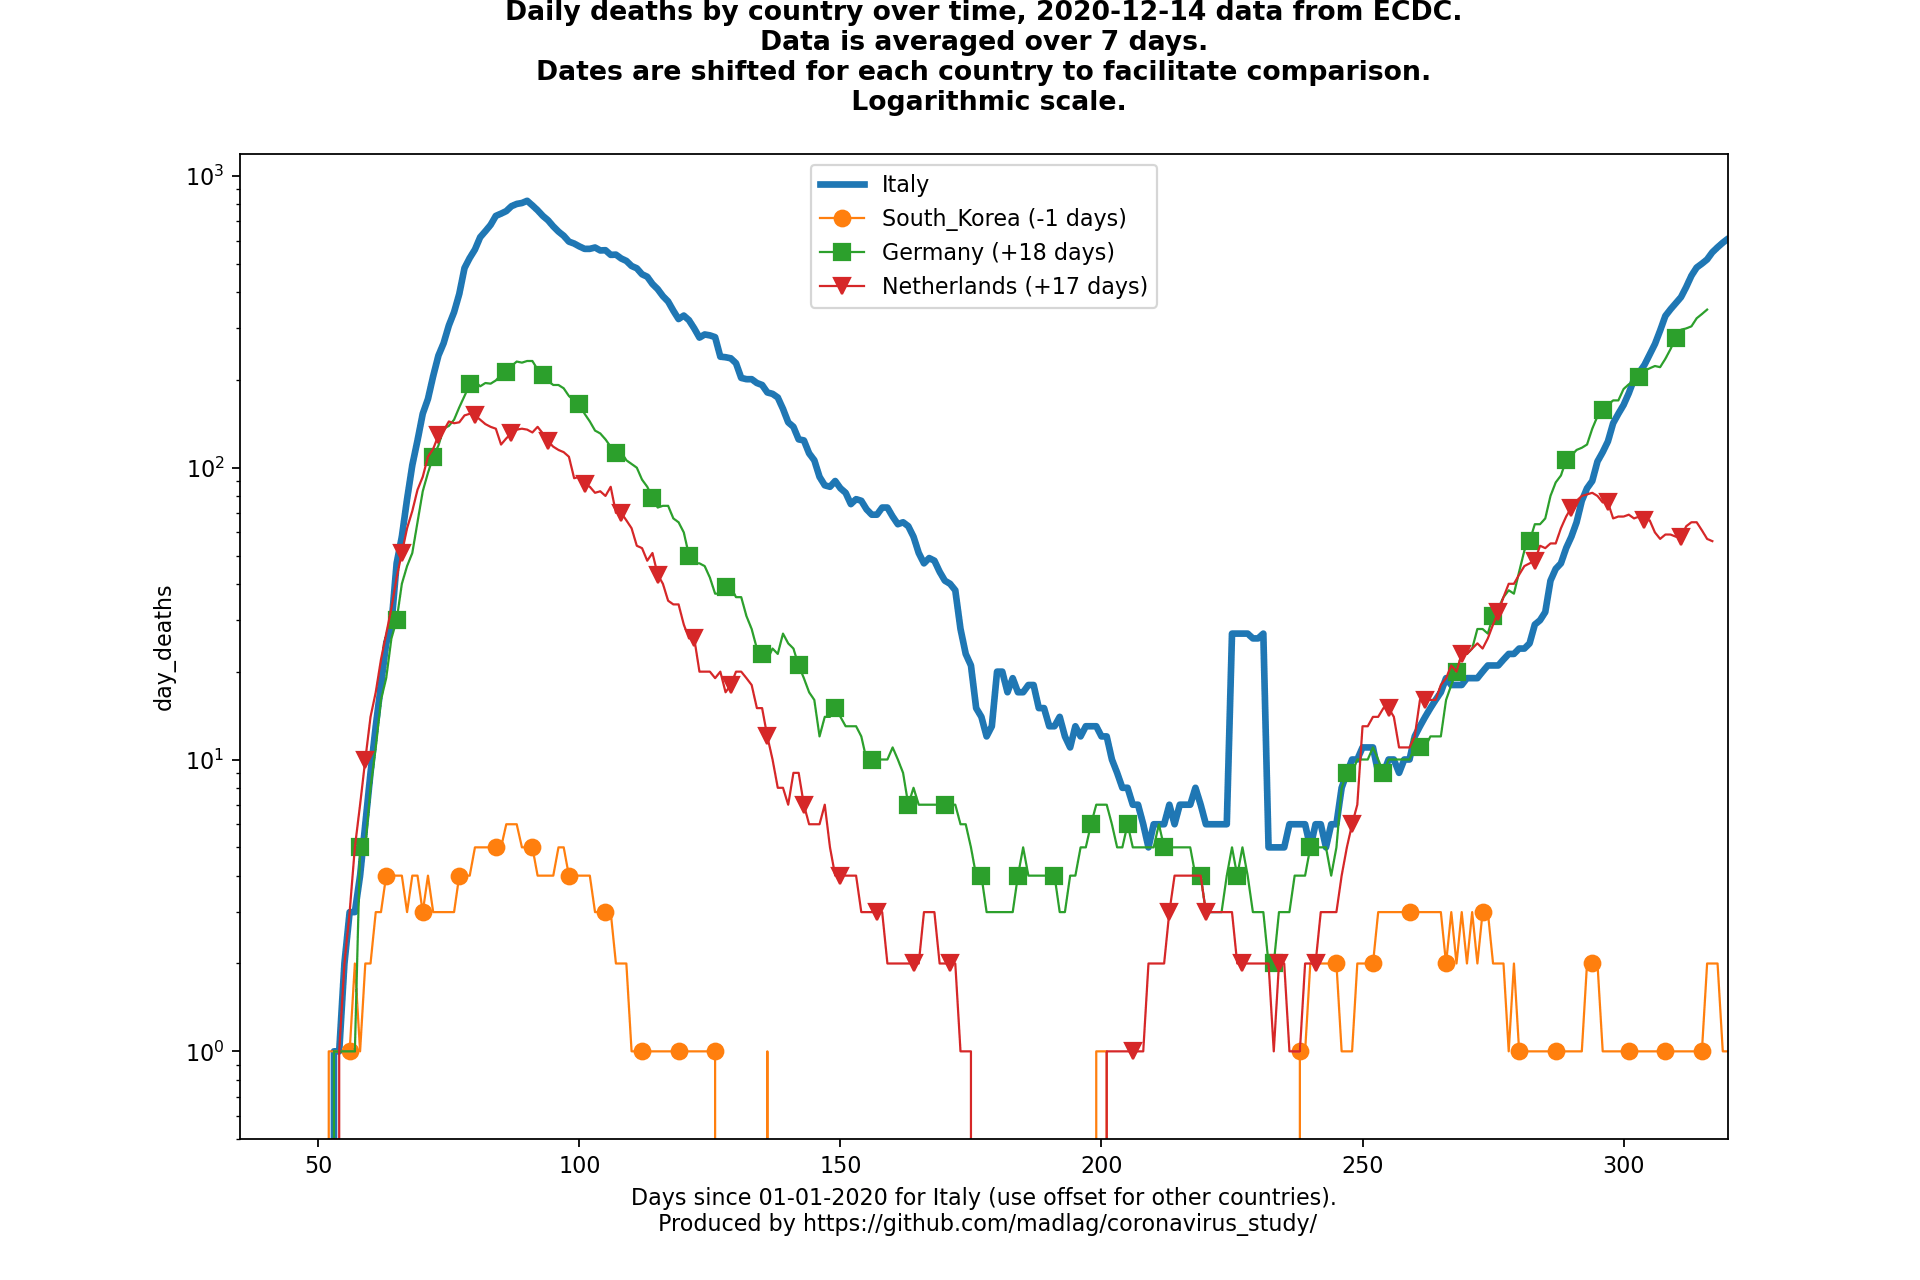 Daily deaths by country over time, 2020-12-14 data from ECDC.
Data is averaged over 7 days.
Dates are shifted for each country to facilitate comparison.
Logarithmic scale.
10³
Italy
South_Korea (-1 days)
Germany (+18 days)
Netherlands (+17 days)
10²
day_deaths
10¹
10⁰
50 100 150 200 250 300
Days since 01-01-2020 for Italy (use offset for other countries).
Produced by https://github.com/madlag/coronavirus_study/